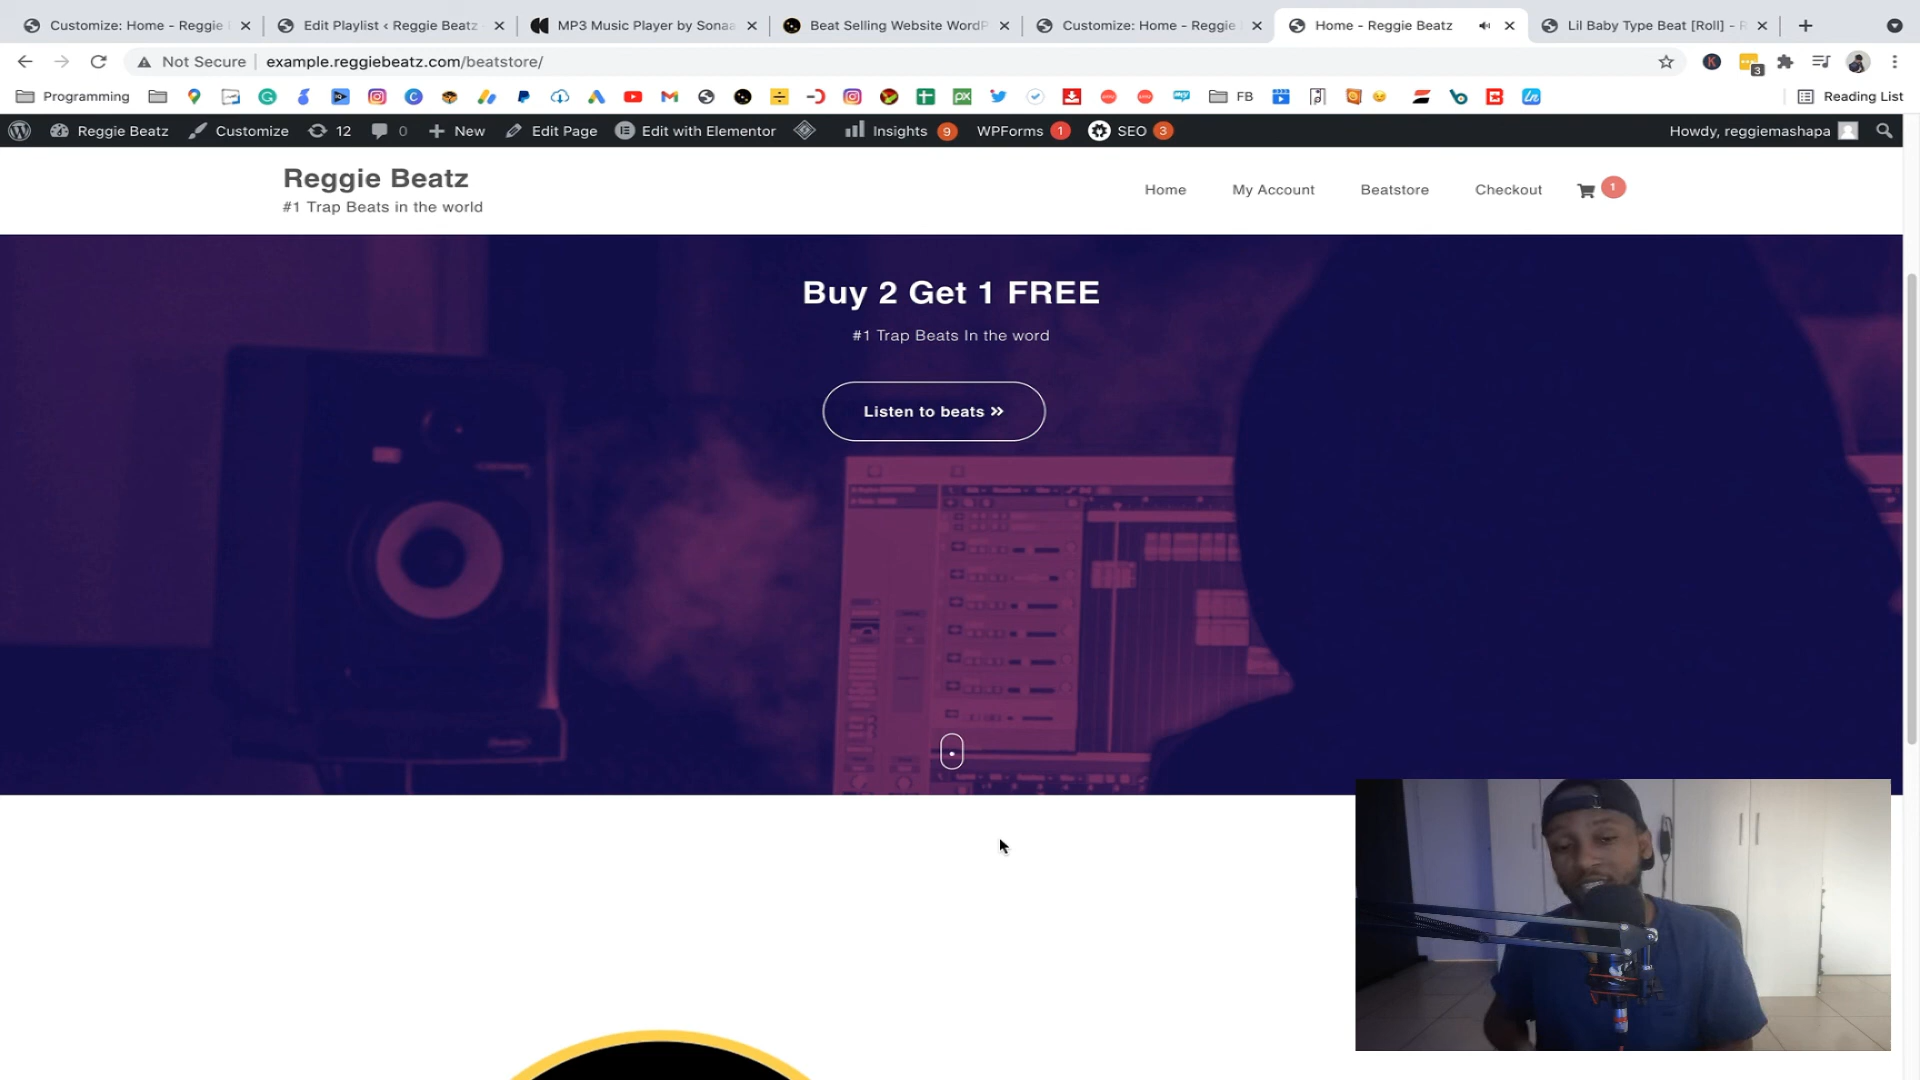 Customize: Home - Reggie
Edit Playlist ‹ Reggie Beatz
MP3 Music Player by Sonaa
Beat Selling Website WordP
Customize: Home - Reggie
Home - Reggie Beatz
Lil Baby Type Beat [Roll] - R
Not Secure
example.reggiebeatz.com/beatstore/
3
Programming
FB
Reading List
Reggie Beatz
Customize
12
0
New
Edit Page
Edit with Elementor
Insights 9
WPForms 1
SEO 3
Howdy, reggiemashapa
Reggie Beatz
#1 Trap Beats in the world
Home
My Account
Beatstore
Checkout
1
Buy 2 Get 1 FREE
#1 Trap Beats In the word
Listen to beats »